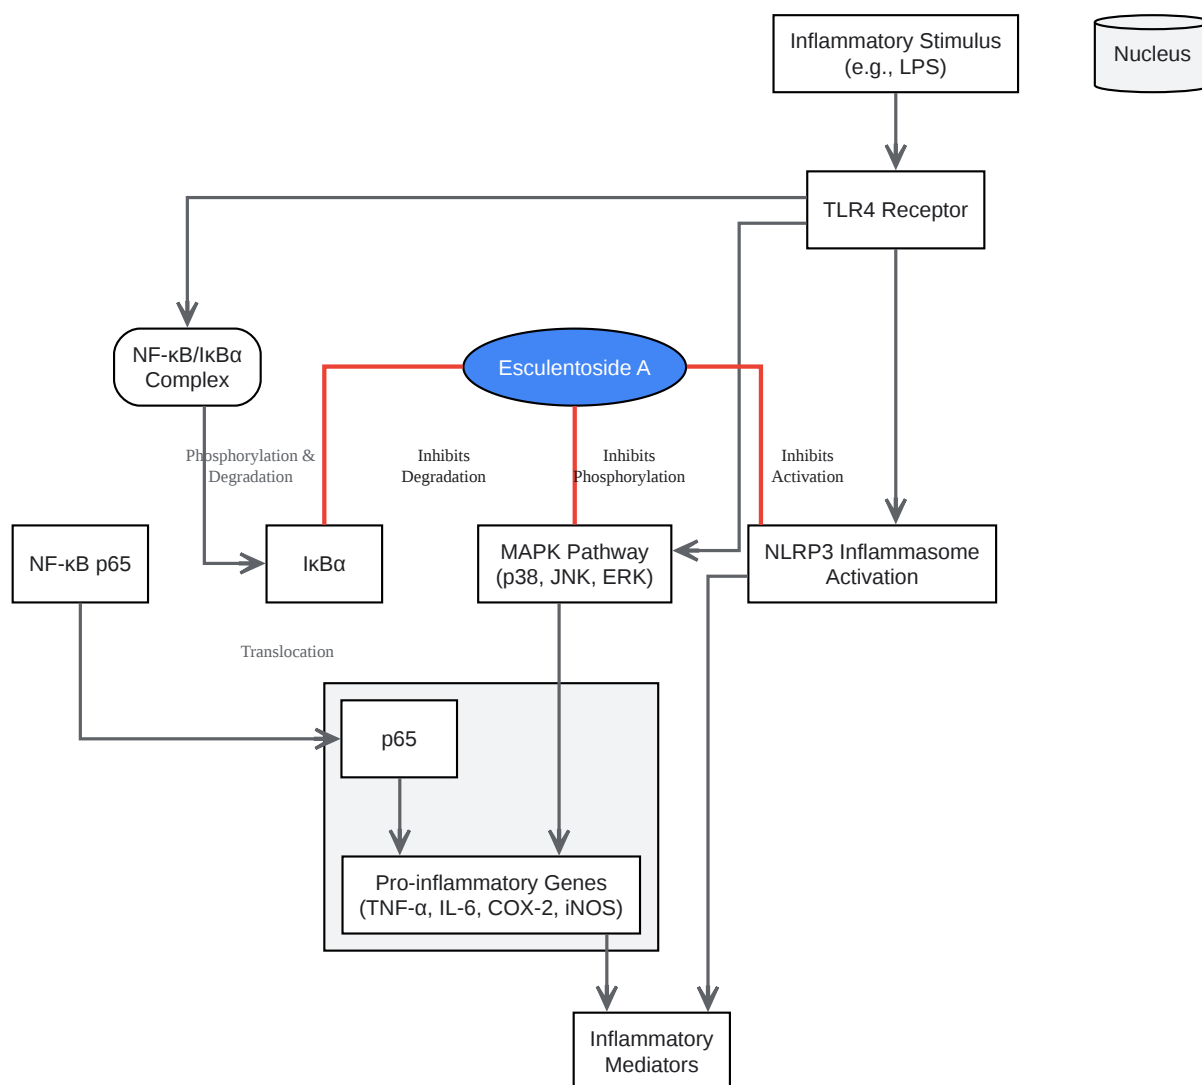 Inflammatory Stimulus
(e.g., LPS)
Nucleus
TLR4 Receptor
NF-κB/IκBα
Complex
Esculentoside A
Phosphorylation &
Degradation
Inhibits
Degradation
Inhibits
Phosphorylation
Inhibits
Activation
NF-κB p65
IκBα
MAPK Pathway
(p38, JNK, ERK)
NLRP3 Inflammasome
Activation
Translocation
p65
Pro-inflammatory Genes
(TNF-α, IL-6, COX-2, iNOS)
Inflammatory
Mediators